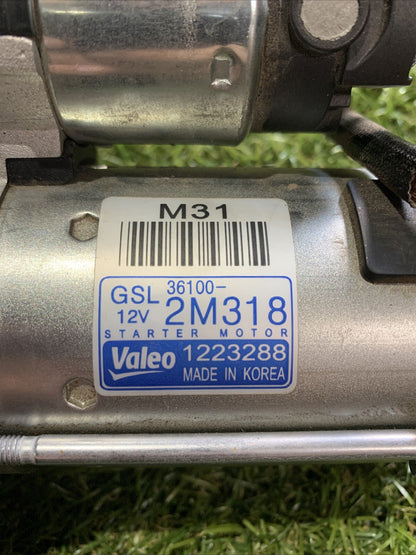 M31
GSL 36100-
12V 2M318
STARTER MOTOR
Valeo 1223288
MADE IN KOREA